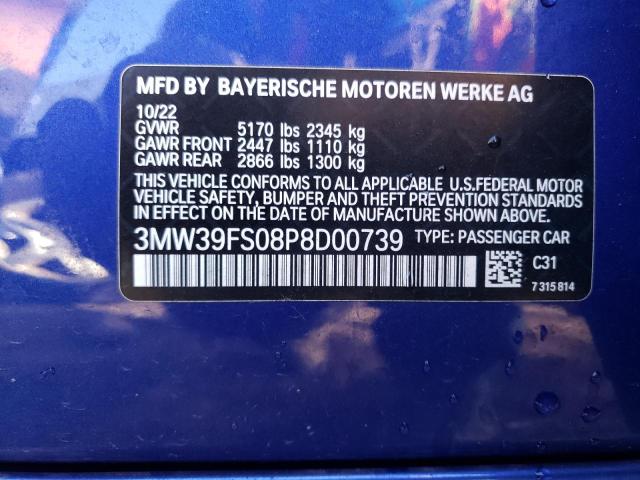 MFD BY BAYERISCHE MOTOREN WERKE AG
10/22
GVWR 5170 lbs 2345 kg
GAWR FRONT 2447 lbs 1110 kg
GAWR REAR 2866 lbs 1300 kg
THIS VEHICLE CONFORMS TO ALL APPLICABLE U.S.FEDERAL MOTOR
VEHICLE SAFETY, BUMPER AND THEFT PREVENTION STANDARDS
IN EFFECT ON THE DATE OF MANUFACTURE SHOWN ABOVE.
3MW39FS08P8D00739 TYPE: PASSENGER CAR
C31
7 315 814